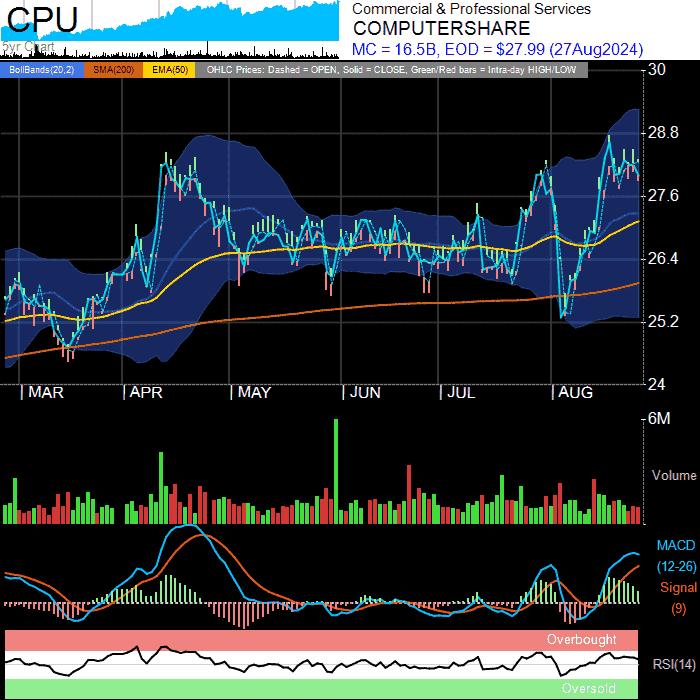 CPU
5yr Chart
Commercial & Professional Services
COMPUTERSHARE
MC = 16.5B, EOD = $27.99 (27Aug2024)
BollBands(20,2) SMA(200) EMA(50) OHLC Prices: Dashed = OPEN, Solid = CLOSE, Green/Red bars = Intra-day HIGH/LOW
30
28.8
27.6
26.4
25.2
24
MAR APR MAY JUN JUL AUG
6M
Volume
MACD
(12-26)
Signal
(9)
Overbought
RSI(14)
Oversold